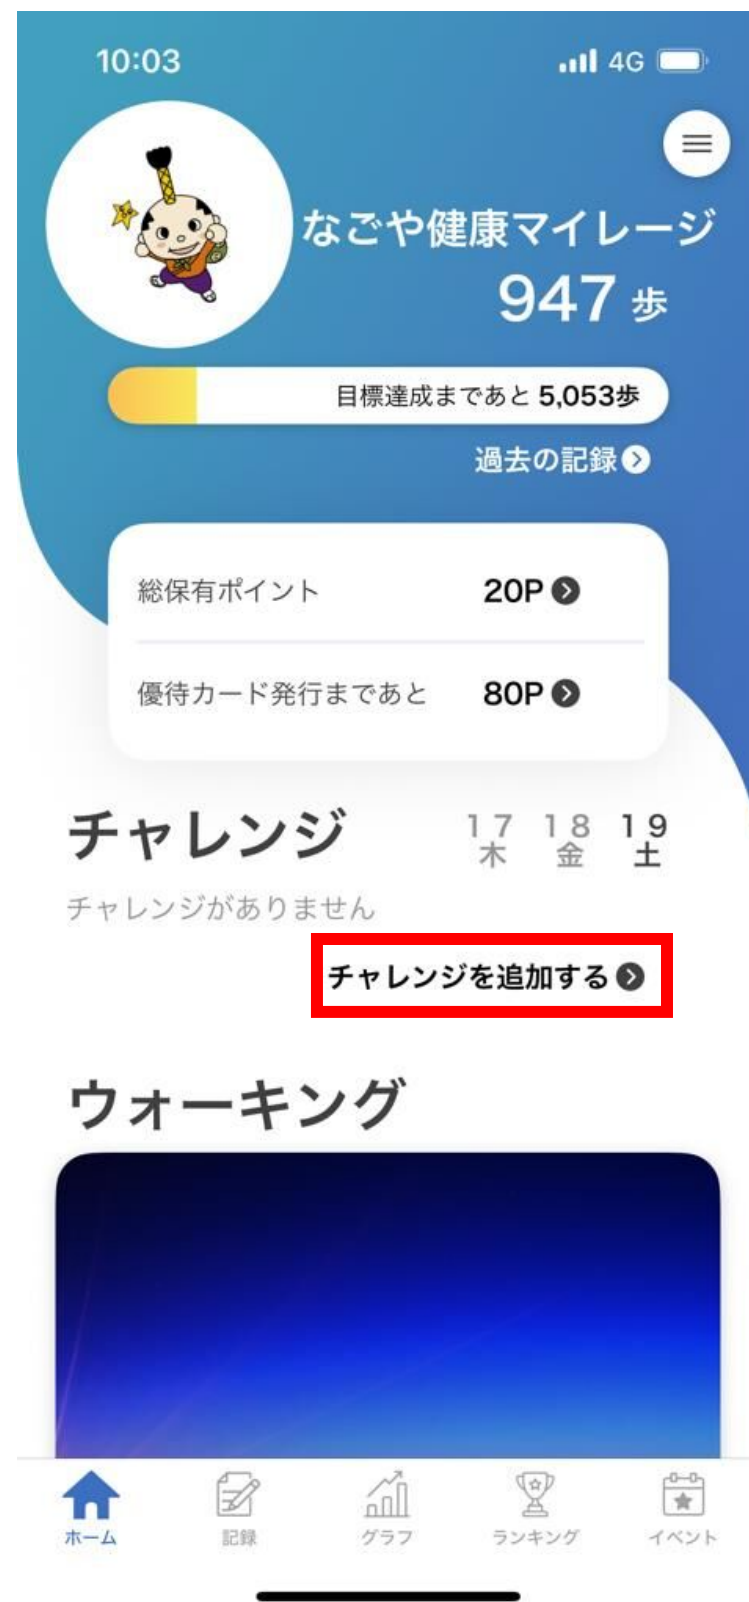 10:03
4G
なごや健康マイレージ
947 歩
目標達成まであと 5,053歩
過去の記録
総保有ポイント 20P
優待カード発行まであと 80P
チャレンジ
17 18 19
木 金 土
チャレンジがありません
チャレンジを追加する
ウォーキング
ホーム 記録 グラフ ランキング イベント